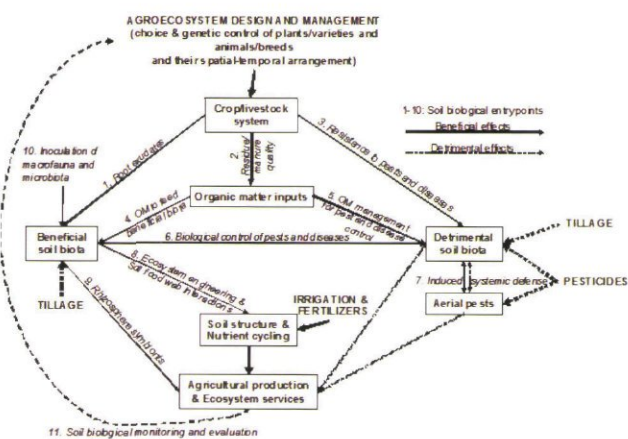 AGROECOSYSTEM DESIGN AND MANAGEMENT
(choice & genetic control of plants/varieties and
animals/breeds
and their spatial-temporal arrangement)
Crop/livestock
system
1-10: Soil biological entrypoints
Beneficial effects
Detrimental effects
10. Inoculation of
macrofauna and
microbiota
1. Root exudates
2.
Residue/
manure
quality
3. Resistance to pests and diseases
Organic matter inputs
4. OM to feed
beneficial biota
5. OM management
for pest and disease
control
Beneficial
soil biota
6. Biological control of pests and diseases
Detrimental
soil biota
TILLAGE
7. Induced systemic defense
PESTICIDES
Aerial pests
8. Ecosystem engineering &
Soil food web interactions
TILLAGE
IRRIGATION &
FERTILIZERS
9. Rhizosphere symbionts
Soil structure &
Nutrient cycling
Agricultural production
& Ecosystem services
11. Soil biological monitoring and evaluation